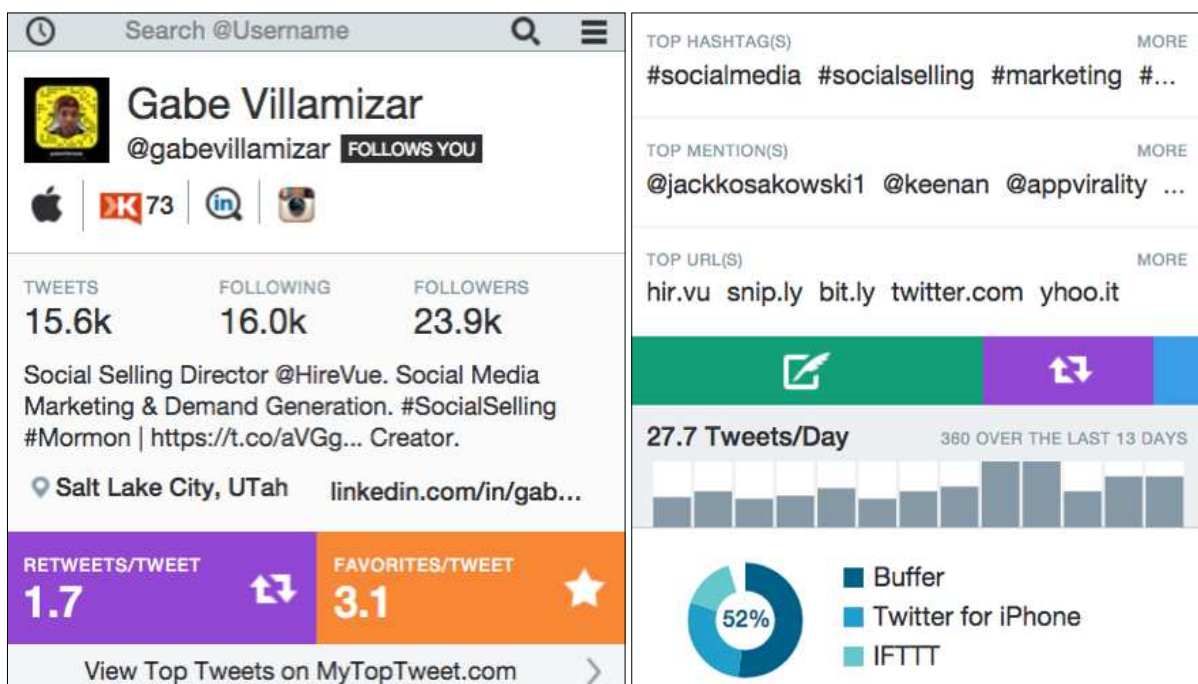 Search @Username
Gabe Villamizar
@gabevillamizar FOLLOWS YOU
K 73
in
TWEETS FOLLOWING FOLLOWERS
15.6k 16.0k 23.9k
Social Selling Director @HireVue. Social Media
Marketing & Demand Generation. #SocialSelling
#Mormon | https://t.co/aVGg... Creator.
Salt Lake City, UTah linkedin.com/in/gab...
RETWEETS/TWEET FAVORITES/TWEET
1.7 3.1
View Top Tweets on MyTopTweet.com
TOP HASHTAG(S) MORE
#socialmedia #socialselling #marketing #...
TOP MENTION(S) MORE
@jackkosakowski1 @keenan @appvirality ...
TOP URL(S) MORE
hir.vu snip.ly bit.ly twitter.com yhoo.it
27.7 Tweets/Day 360 OVER THE LAST 13 DAYS
52%
Buffer
Twitter for iPhone
IFTTT